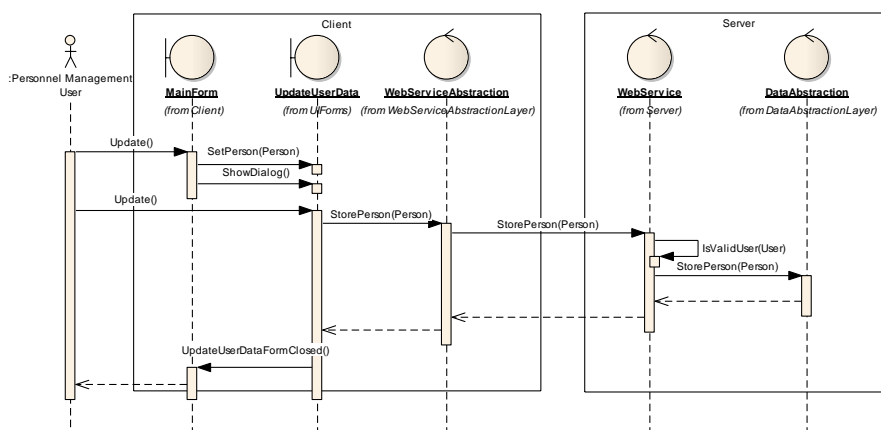 Client
Server
:Personnel Management
User
MainForm
(from Client)
UpdateUserData
(from UIForms)
WebServiceAbstraction
(from WebServiceAbstractionLayer)
WebService
(from Server)
DataAbstraction
(from DataAbstractionLayer)
Update()
SetPerson(Person)
ShowDialog()
Update()
StorePerson(Person)
StorePerson(Person)
IsValidUser(User)
StorePerson(Person)
UpdateUserDataFormClosed()